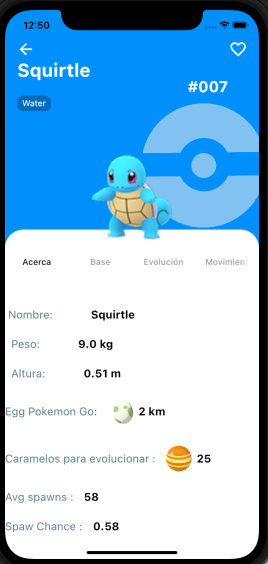 12:50
Squirtle
#007
Water
Acerca Base Evolución Movimient
Nombre: Squirtle
Peso: 9.0 kg
Altura: 0.51 m
Egg Pokemon Go: 2 km
Caramelos para evolucionar : 25
Avg spawns : 58
Spaw Chance : 0.58